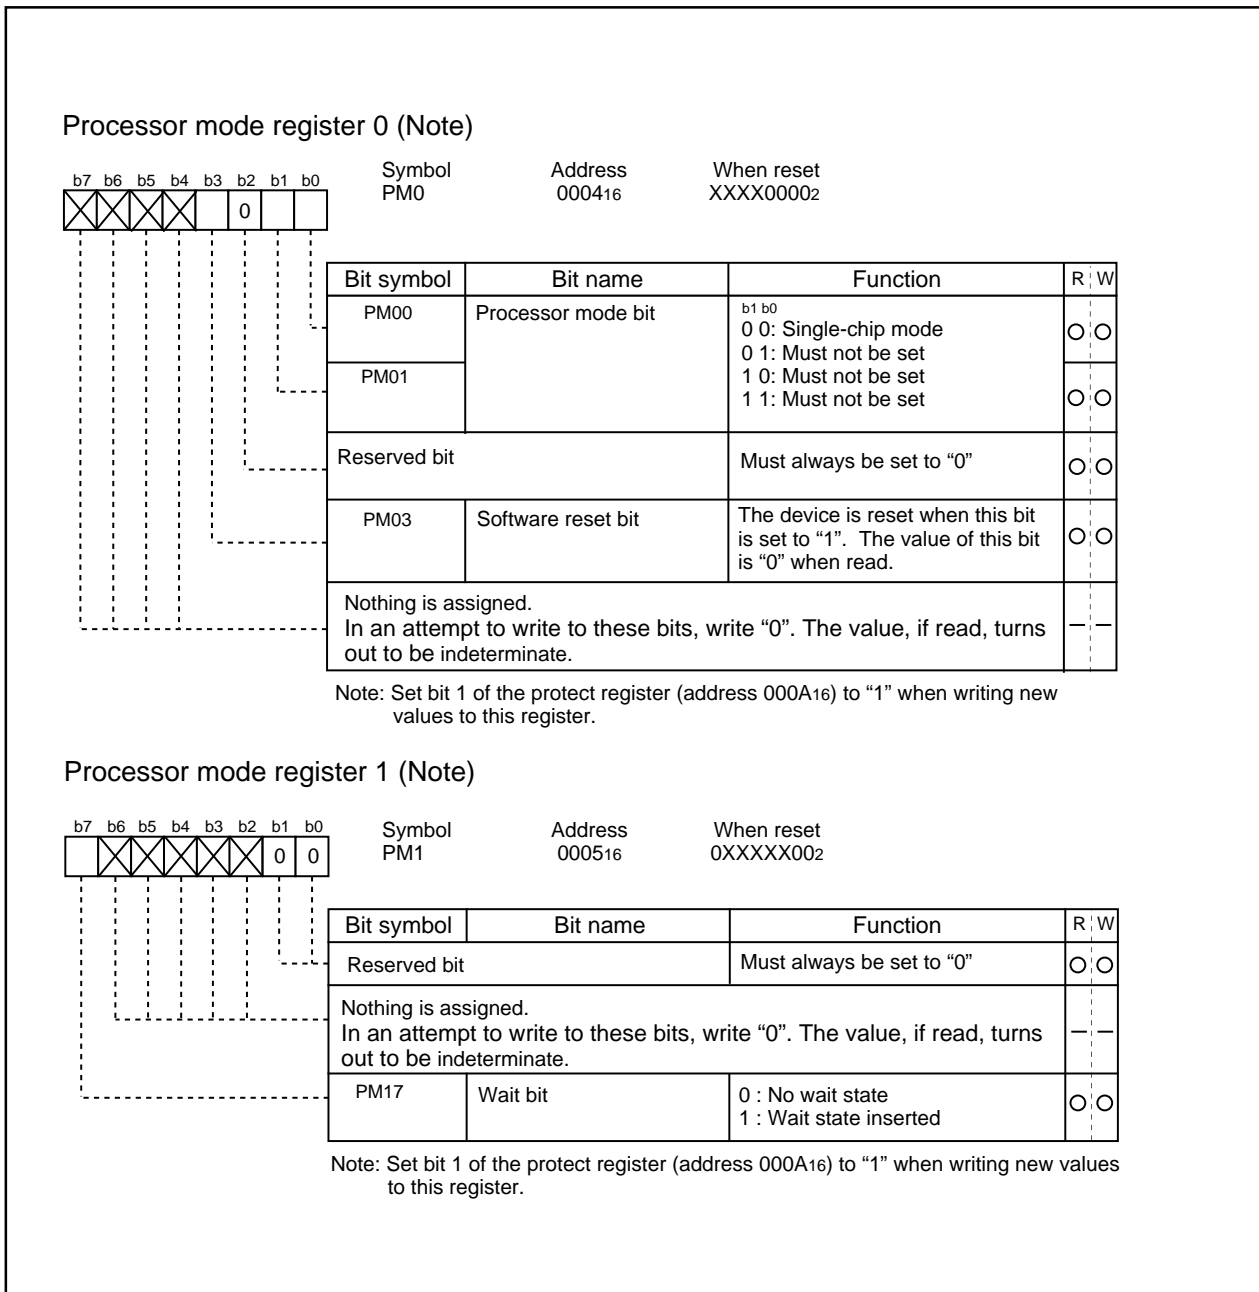 Processor mode register 0 (Note)
Symbol Address When reset
b7 b6 b5 b4 b3 b2 b1 b0
PM0 000416 XXXX00002
0
Bit symbol Bit name Function R W
PM00 Processor mode bit b1 b0
0 0: Single-chip mode
0 1: Must not be set
PM01 1 0: Must not be set
1 1: Must not be set
Reserved bit Must always be set to “0”
PM03 Software reset bit The device is reset when this bit
is set to “1”. The value of this bit
is “0” when read.
Nothing is assigned.
In an attempt to write to these bits, write “0”. The value, if read, turns
out to be indeterminate.
Note: Set bit 1 of the protect register (address 000A16) to “1” when writing new
values to this register.
Processor mode register 1 (Note)
b7 b6 b5 b4 b3 b2 b1 b0
Symbol Address When reset
PM1 000516 0XXXXX002
0 0
Bit symbol Bit name Function R W
Reserved bit Must always be set to “0”
Nothing is assigned.
In an attempt to write to these bits, write “0”. The value, if read, turns
out to be indeterminate.
PM17 Wait bit 0 : No wait state
1 : Wait state inserted
Note: Set bit 1 of the protect register (address 000A16) to “1” when writing new values
to this register.